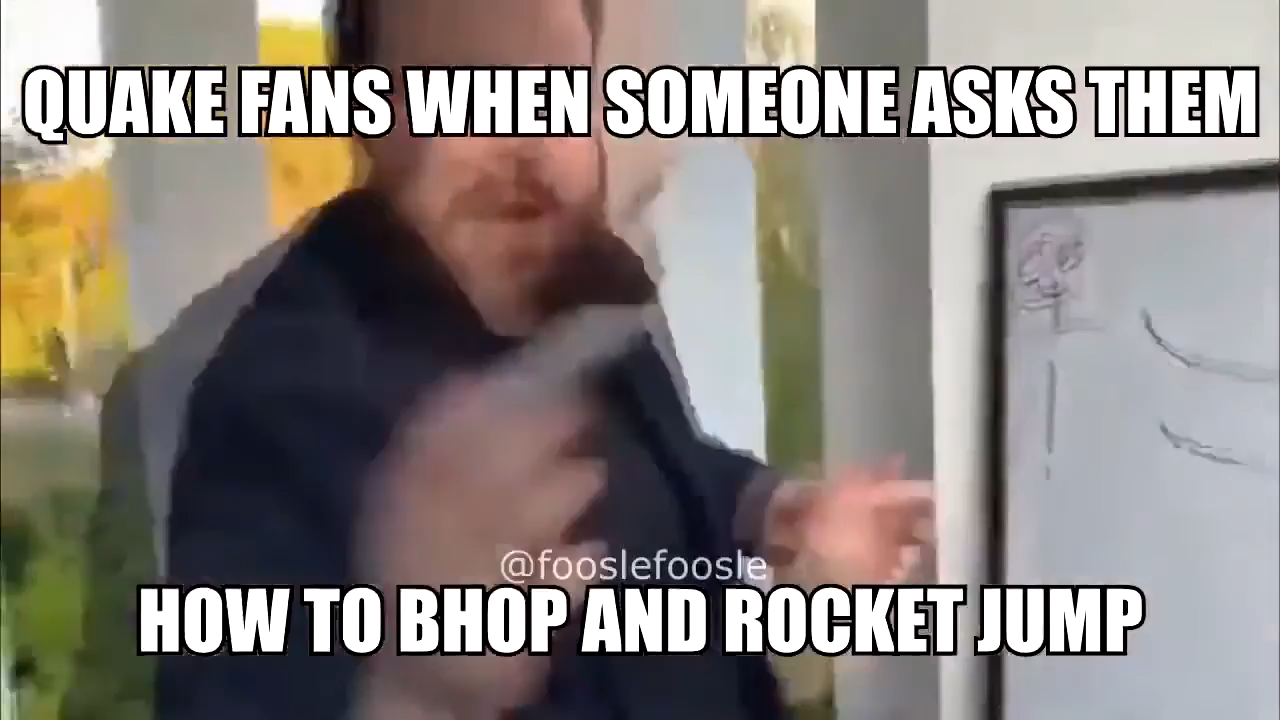 QUAKE FANS WHEN SOMEONE ASKS THEM
@fooslefoosle
HOW TO BHOP AND ROCKET JUMP